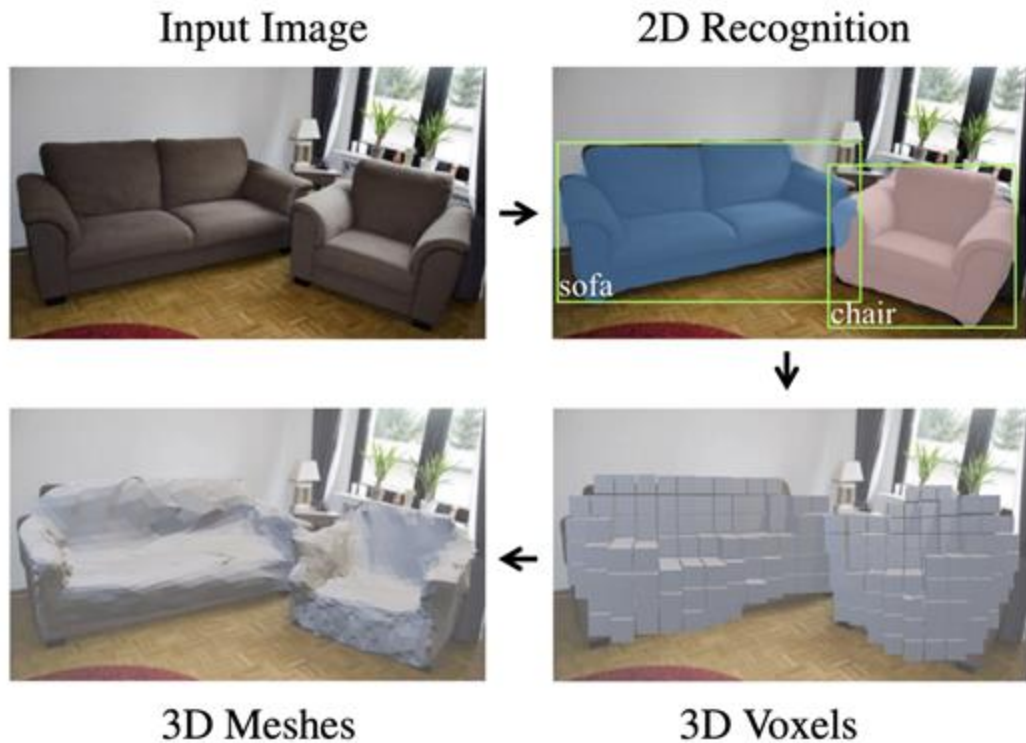 Input Image
2D Recognition
sofa
chair
3D Meshes
3D Voxels